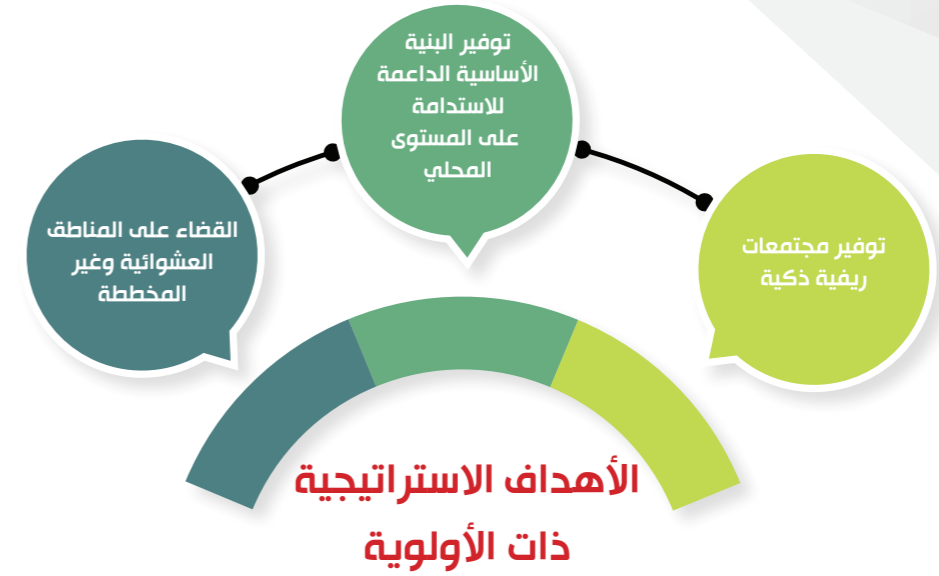 توفير البنية
الأساسية الداعمة
للاستدامة
على المستوى
المحلي
توفير مجتمعات
ريفية ذكية
القضاء على المناطق
العشوائية وغير
المخططة
الأهداف الاستراتيجية
ذات الأولوية